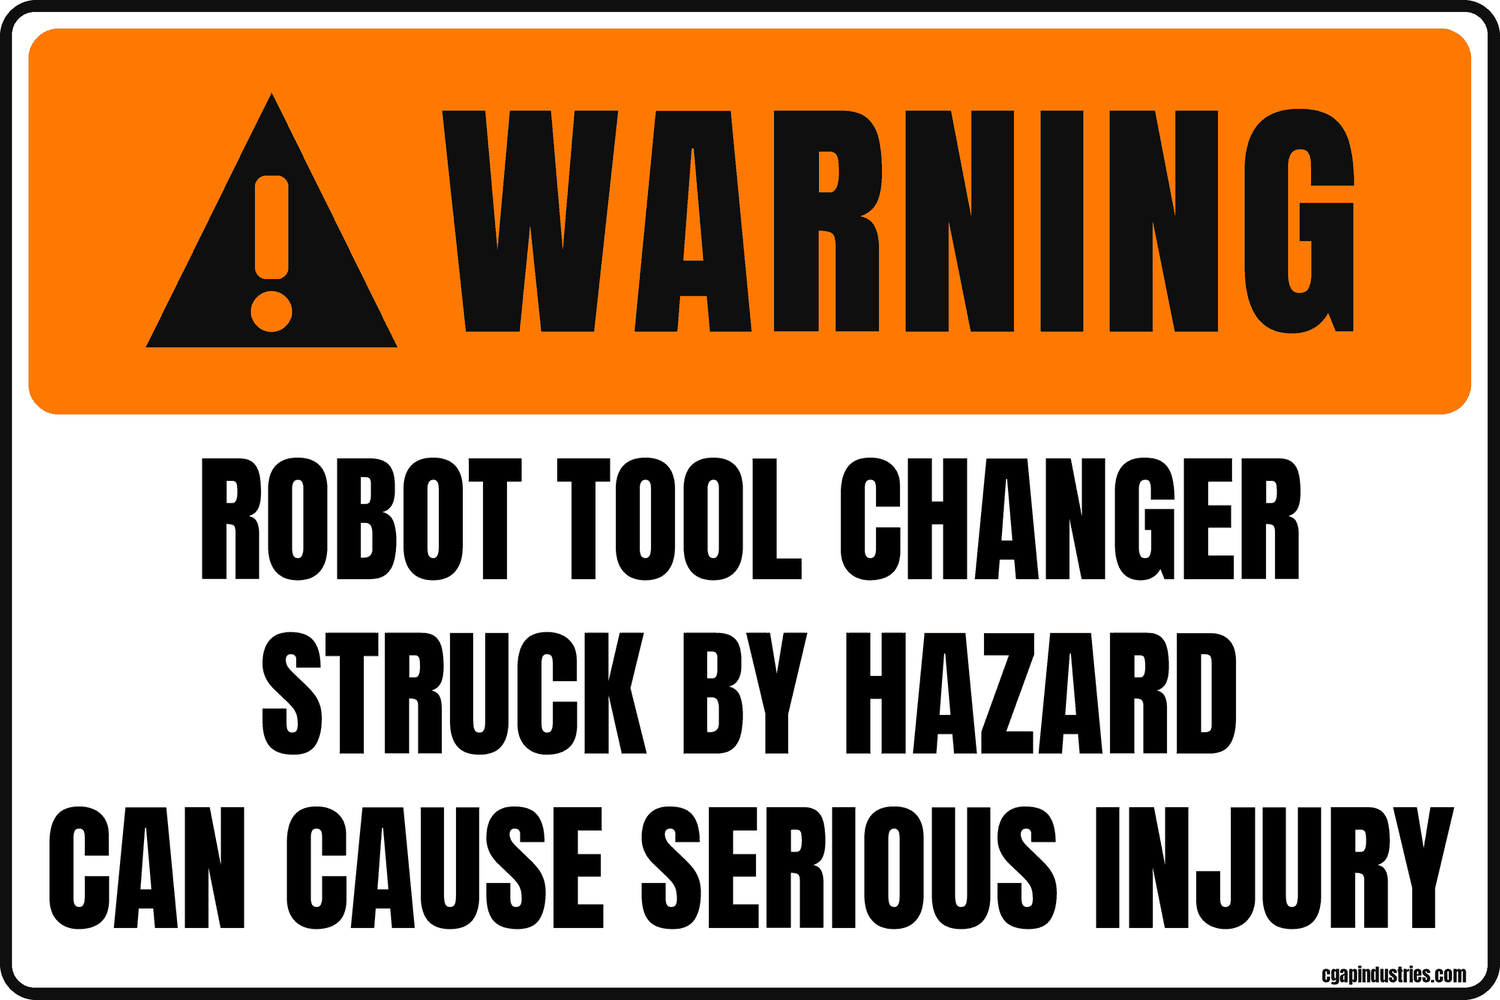 WARNING
ROBOT TOOL CHANGER
STRUCK BY HAZARD
CAN CAUSE SERIOUS INJURY
cgapindustries.com